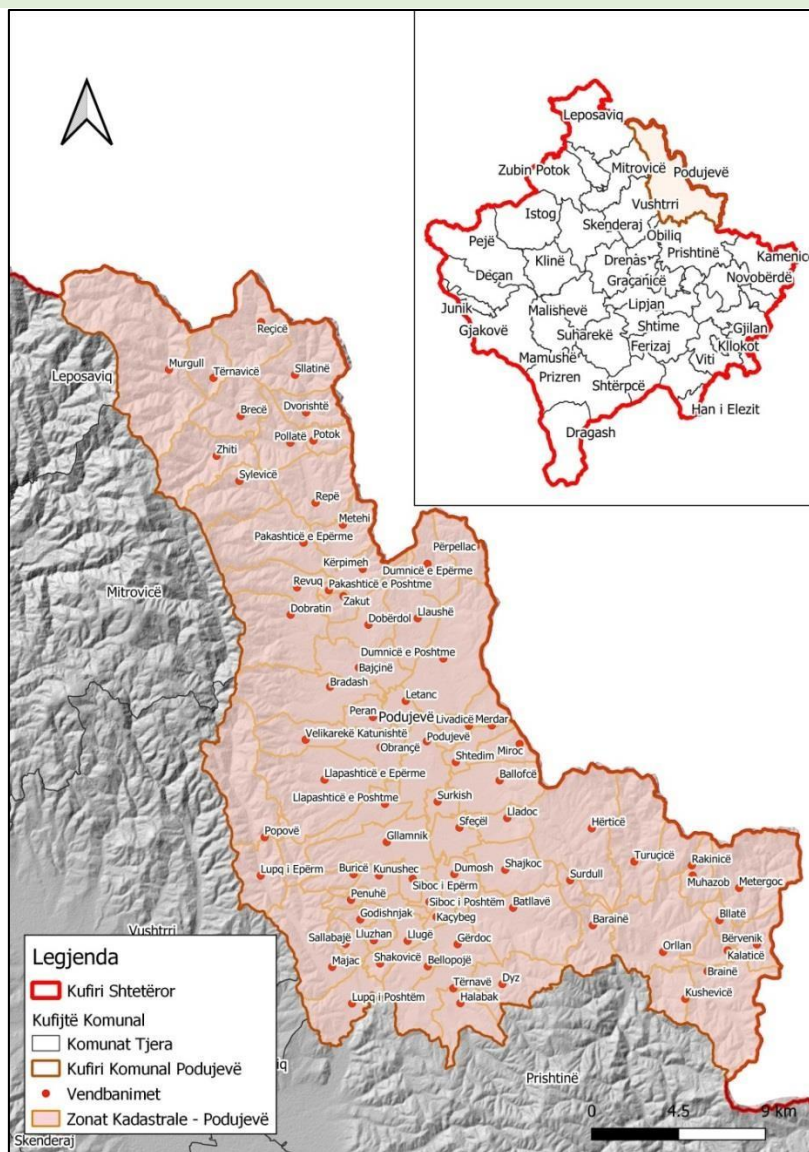 Leposaviq
Zubin Potok
Mitrovicë
Podujevë
Vushtrri
Istog
Skenderaj
Obiliq
Pejë
Klinë
Drenas
Prishtinë
Kamenicë
Deçan
Graçanicë
Novobërdë
Junik
Malishevë
Lipjan
Gjakovë
Suharekë
Shtime
Gjilan
Ferizaj
Kllokot
Mamushë
Viti
Prizren
Shtërpcë
Han i Elezit
Dragash
Reçicë
Leposaviq
Murgull
Tërnavicë
Sllatinë
Brecë
Dvorishtë
Pollatë
Potok
Zhiti
Sylevicë
Repë
Metehi
Pakashticë e Epërme
Përpellac
Kërpimeh
Dumnicë e Epërme
Mitrovicë
Revuq
Pakashticë e Poshtme
Zakut
Dobratin
Dobërdol
Llaushë
Dumnicë e Poshtme
Bajçinë
Bradash
Letanc
Peran
Podujevë
Livadicë
Merdar
Velikarekë
Katunishtë
Podujevë
Obrançë
Miroc
Shtedim
Llapashticë e Epërme
Ballofcë
Llapashticë e Poshtme
Surkish
Lladoc
Sfeçël
Hërticë
Popovë
Gllamnik
Turuçicë
Rakinicë
Lupq i Epërm
Buricë
Kunushec
Dumosh
Shajkoc
Surdull
Muhazob
Metergoc
Siboc i Epërm
Penuhë
Siboc i Poshtëm
Batllavë
Godishnjak
Kaçybeg
Barainë
Bllatë
Vushtrri
Sallabajë
Lluzhan
Llugë
Gërdoc
Orllan
Bërvenik
Kalaticë
Majac
Shakovicë
Bellopojë
Brainë
Tërnavë
Dyz
Lupq i Poshtëm
Halabak
Kushevicë
iq
Prishtinë
Skenderaj
Legjenda
Kufiri Shtetëror
Kufijtë Komunal
Komunat Tjera
Kufiri Komunal Podujevë
Vendbanimet
Zonat Kadastrale - Podujevë
0 4.5 9 km